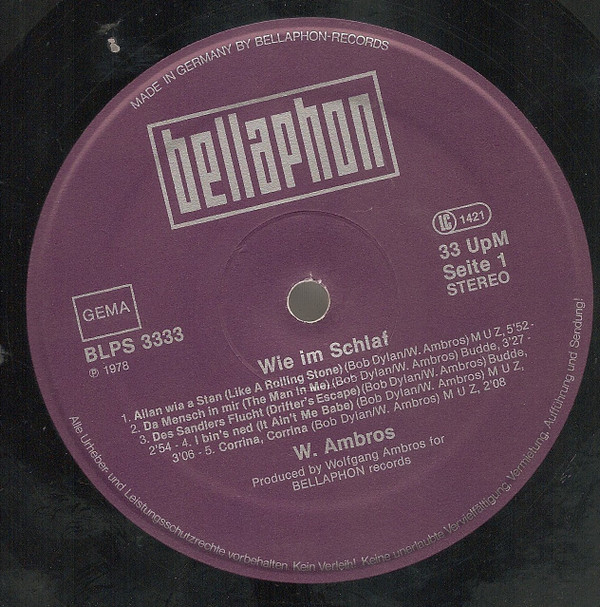 MADE IN GERMANY BY BELLAPHON-RECORDS
bellaphon
LC 1421
33 UpM
Seite 1
STEREO
GEMA
BLPS 3333
℗ 1978
Wie im Schlaf
1. Allan wia a Stan (Like A Rolling Stone) (Bob Dylan/W. Ambros) M U Z, 5'52 -
2. Da Mensch in mir (The Man in Me) (Bob Dylan/W. Ambros) Budde, 3'27 -
3. Des Sandlers Flucht (Drifter's Escape) (Bob Dylan/W. Ambros) Budde,
2'54 - 4. I bin's ned (It Ain't Me Babe) (Bob Dylan/W. Ambros) M U Z,
3'06 - 5. Corrina, Corrina (Bob Dylan/W. Ambros) M U Z, 2'08
W. Ambros
Produced by Wolfgang Ambros for
BELLAPHON records
Alle Urheber- und Leistungsschutzrechte vorbehalten. Kein Verleih! Keine unerlaubte Vervielfältigung, Vermietung, Aufführung und Sendung!